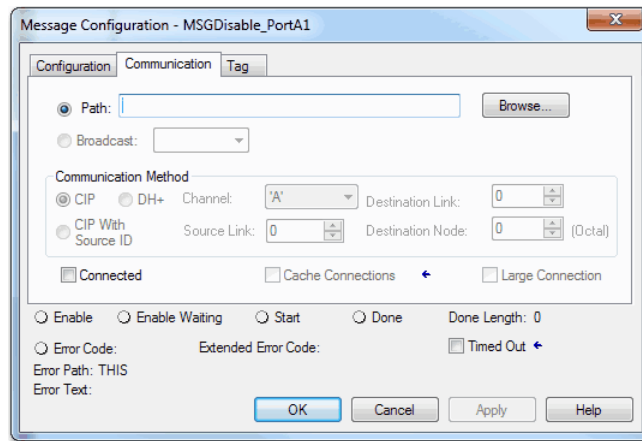 Message Configuration - MSGDisable_PortA1
Configuration Communication Tag
Path: Browse...
Broadcast:
Communication Method
CIP DH+ Channel: 'A' Destination Link: 0
CIP With Source ID Source Link: 0 Destination Node: 0 (Octal)
Connected Cache Connections Large Connection
Enable Enable Waiting Start Done Done Length: 0
Error Code: Extended Error Code: Timed Out
Error Path: THIS
Error Text:
OK Cancel Apply Help